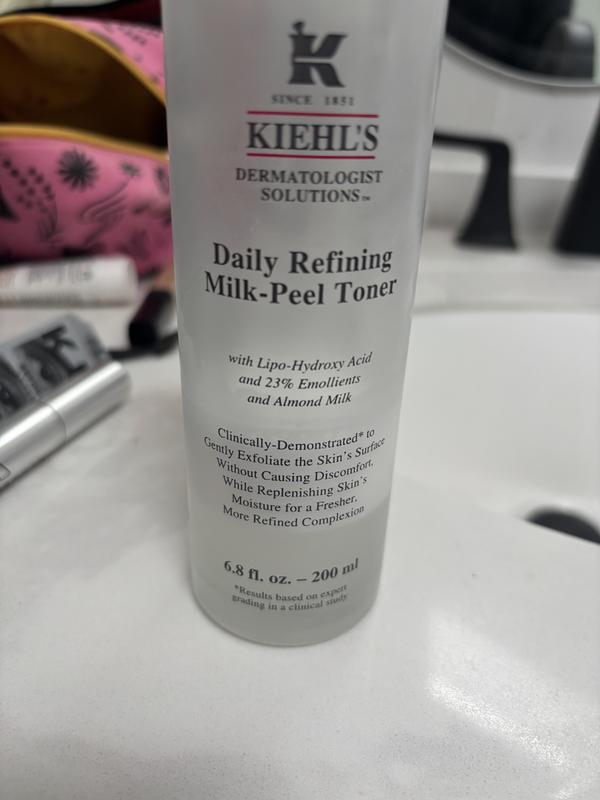 K
SINCE 1851
KIEHL'S
DERMATOLOGIST
SOLUTIONS™
Daily Refining
Milk-Peel Toner
with Lipo-Hydroxy Acid
and 23% Emollients
and Almond Milk
Clinically-Demonstrated* to
Gently Exfoliate the Skin's Surface
Without Causing Discomfort,
While Replenishing Skin's
Moisture for a Fresher,
More Refined Complexion
6.8 fl. oz. – 200 ml
*Results based on expert
grading in a clinical study